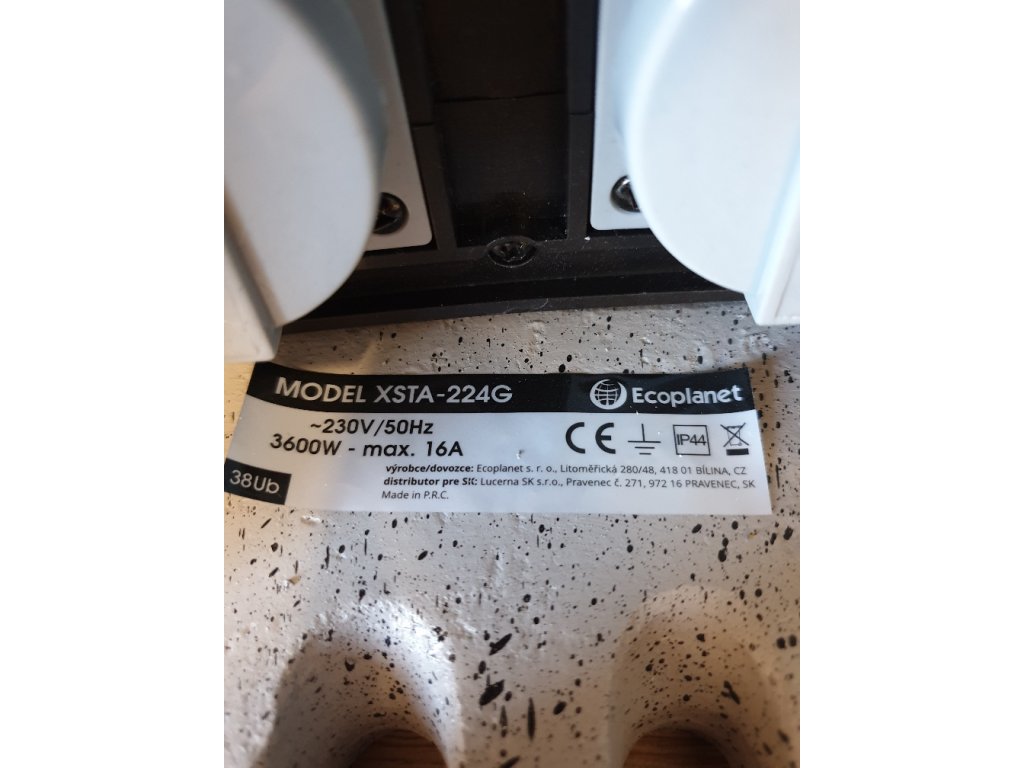 MODEL XSTA-224G
Ecoplanet
~230V/50Hz
3600W - max. 16A
CE
IP44
38Ub
výrobce/dovozce: Ecoplanet s. r. o., Litoměřická 280/48, 418 01 BÍLINA, CZ
distributor pre SK: Lucerna SK s.r.o., Pravenec č. 271, 972 16 PRAVENEC, SK
Made in P.R.C.